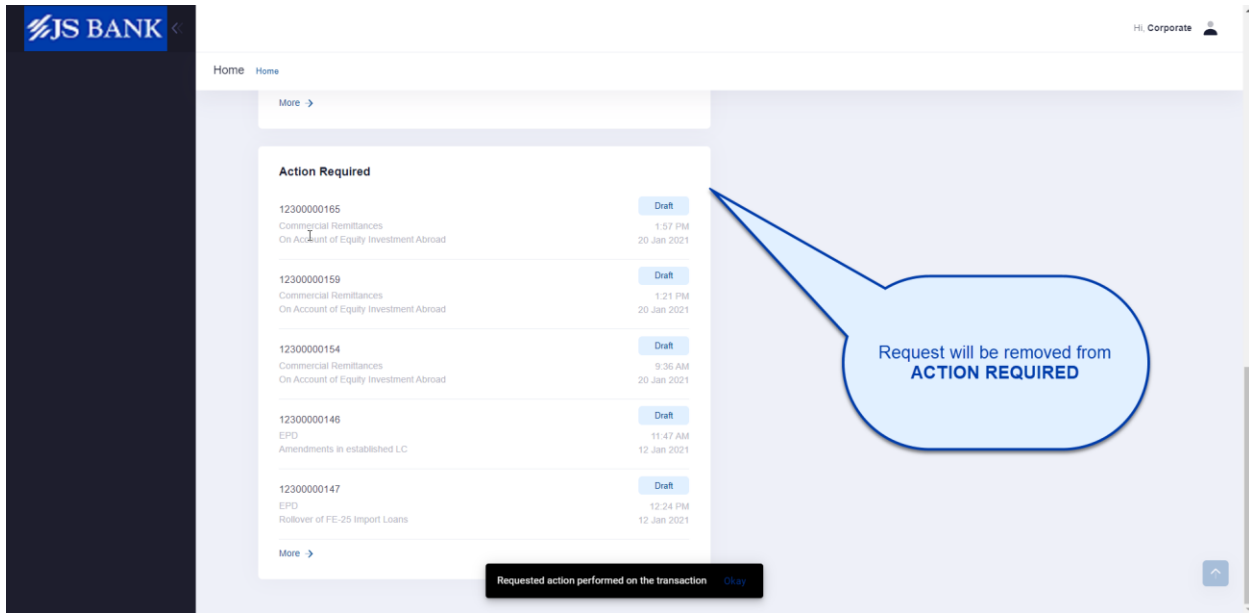 JS BANK
Hi, Corporate
Home Home
More
Action Required
12300000165 Draft
Commercial Remittances 1:57 PM
On Account of Equity Investment Abroad 20 Jan 2021
12300000159 Draft
Commercial Remittances 1:21 PM
On Account of Equity Investment Abroad 20 Jan 2021
12300000154 Draft
Commercial Remittances 9:36 AM
On Account of Equity Investment Abroad 20 Jan 2021
12300000146 Draft
EPD 11:47 AM
Amendments in established LC 12 Jan 2021
12300000147 Draft
EPD 12:24 PM
Rollover of FE-25 Import Loans 12 Jan 2021
More
Request will be removed from
ACTION REQUIRED
Requested action performed on the transaction Okay